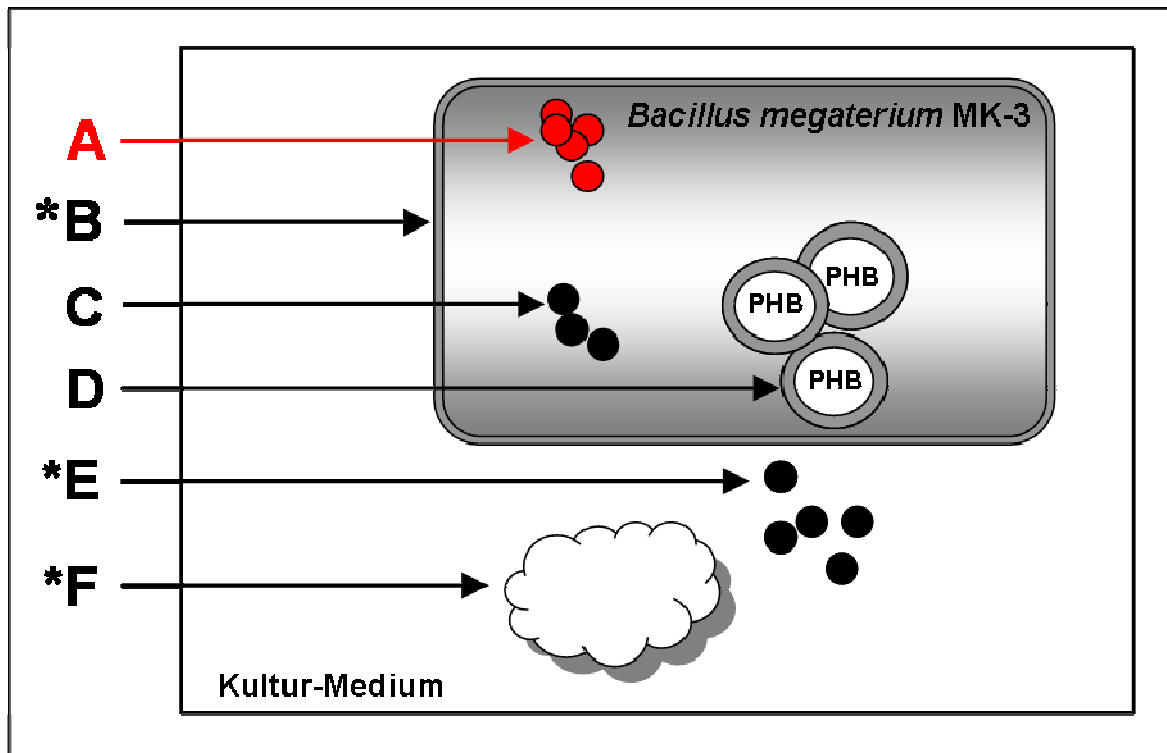 Bacillus megaterium MK-3
A
*B
PHB
C
PHB
D
PHB
*E
*F
Kultur-Medium